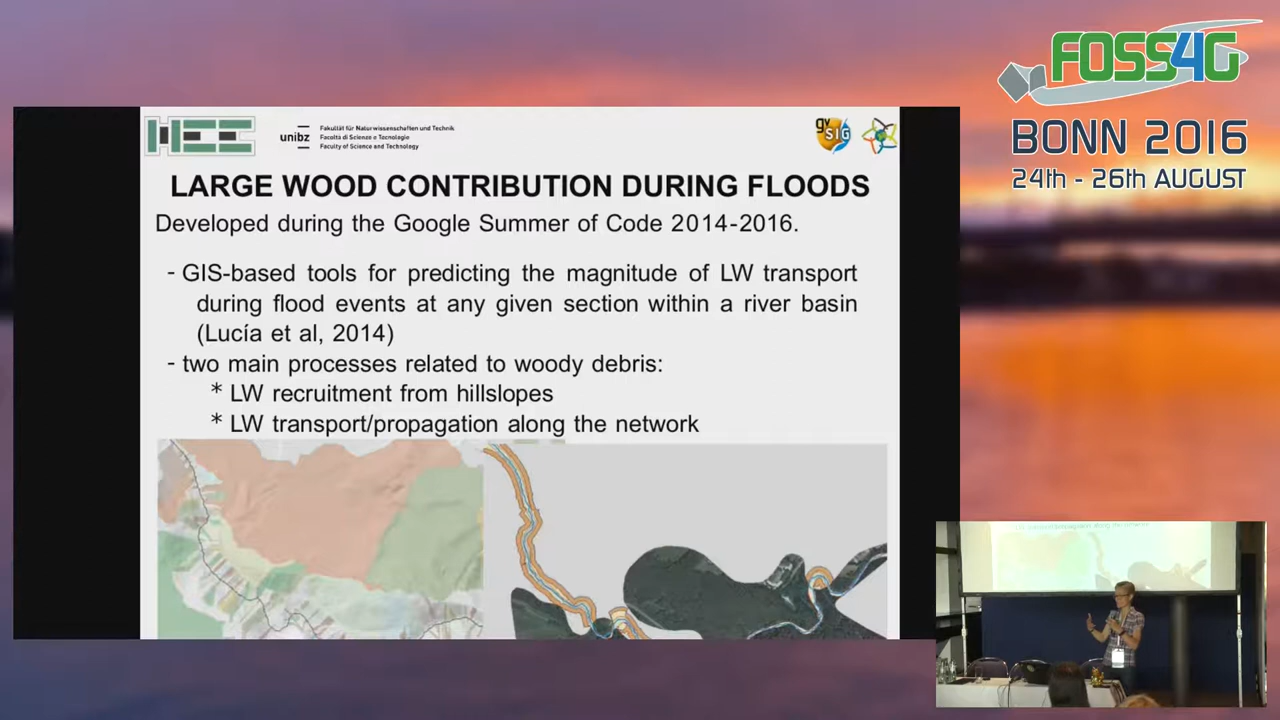 FOSS4G
BONN 2016
24th - 26th AUGUST
unibz
Fakultät für Naturwissenschaften und Technik
Facoltà di Scienze e Tecnologie
Faculty of Science and Technology
gv
SIG
LARGE WOOD CONTRIBUTION DURING FLOODS
Developed during the Google Summer of Code 2014-2016.
- GIS-based tools for predicting the magnitude of LW transport
during flood events at any given section within a river basin
(Lucía et al, 2014)
- two main processes related to woody debris:
* LW recruitment from hillslopes
* LW transport/propagation along the network